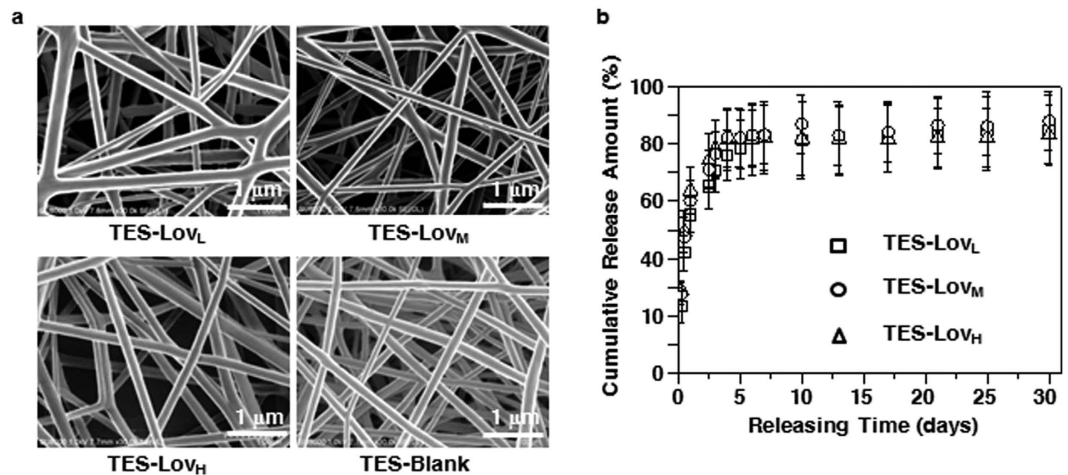 a
1 μm
1 μm
TES-LovL
TES-LovM
1 μm
1 μm
TES-LovH
TES-Blank
b
Cumulative Release Amount (%)
100
80
60
40
10
0
TES-LovL
TES-LovM
TES-LovH
0 5 10 15 20 25 30
Releasing Time (days)